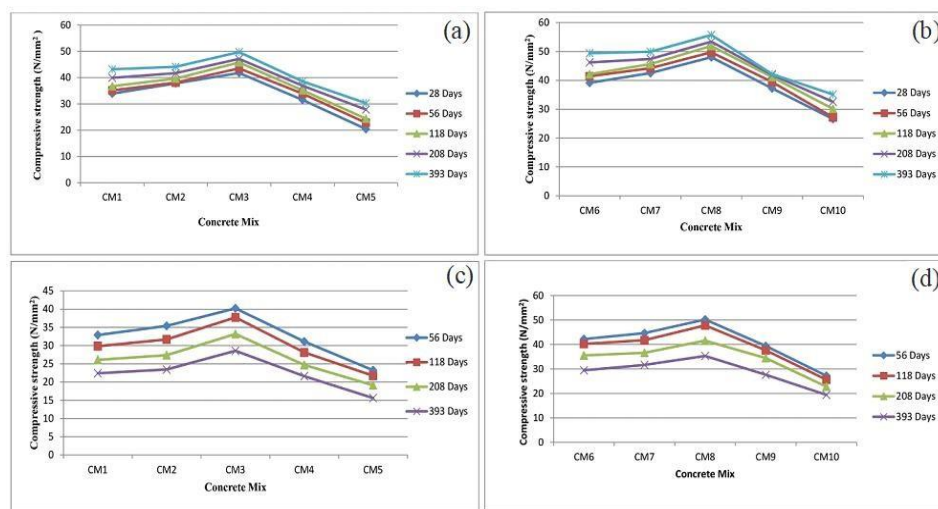 (a)
Compressive strength (N/mm²)
60
50
40
30
20
10
0
CM1 CM2 CM3 CM4 CM5
Concrete Mix
28 Days
56 Days
118 Days
208 Days
393 Days
(b)
Compressive strength (N/mm²)
60
50
40
30
20
10
0
CM6 CM7 CM8 CM9 CM10
Concrete Mix
28 Days
56 Days
118 Days
208 Days
393 Days
(c)
Compressive strength (N/mm²)
45
40
35
30
25
20
15
10
5
0
CM1 CM2 CM3 CM4 CM5
Concrete Mix
56 Days
118 Days
208 Days
393 Days
(d)
Compressive strength (N/mm²)
60
50
40
30
20
10
0
CM6 CM7 CM8 CM9 CM10
Concrete Mix
56 Days
118 Days
208 Days
393 Days